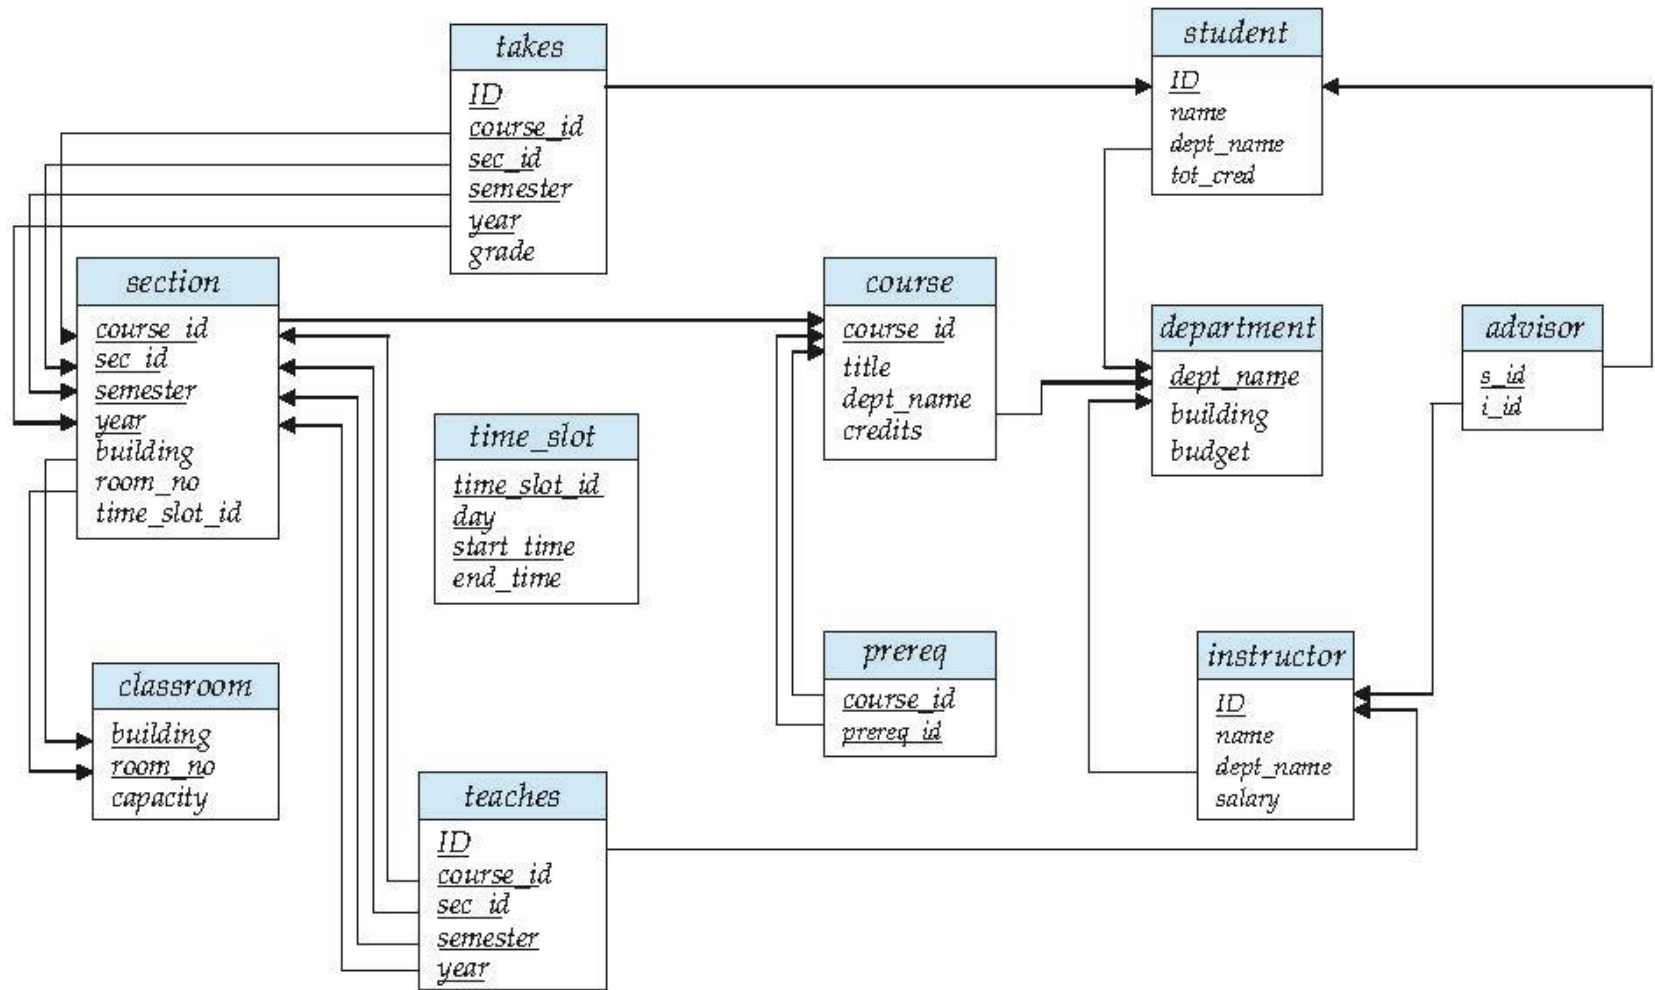 takes
ID
course_id
sec_id
semester
year
grade
student
ID
name
dept_name
tot_cred
section
course_id
sec_id
semester
year
building
room_no
time_slot_id
course
course_id
title
dept_name
credits
department
dept_name
building
budget
advisor
s_id
i_id
time_slot
time_slot_id
day
start_time
end_time
prereq
course_id
prereq_id
instructor
ID
name
dept_name
salary
classroom
building
room_no
capacity
teaches
ID
course_id
sec_id
semester
year